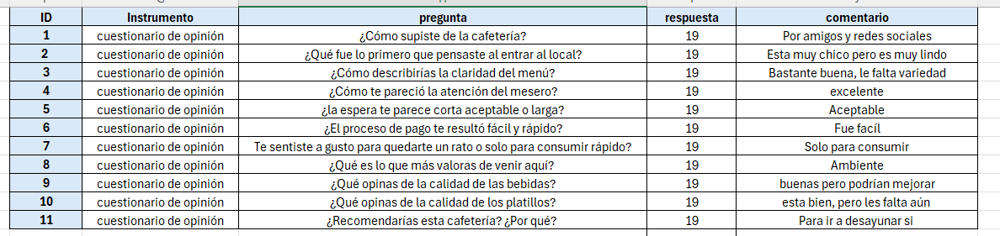 ID Instrumento pregunta respuesta comentario
1 cuestionario de opinión ¿Cómo supiste de la cafetería? 19 Por amigos y redes sociales
2 cuestionario de opinión ¿Qué fue lo primero que pensaste al entrar al local? 19 Esta muy chico pero es muy lindo
3 cuestionario de opinión ¿Cómo describirías la claridad del menú? 19 Bastante buena, le falta variedad
4 cuestionario de opinión ¿Cómo te pareció la atención del mesero? 19 excelente
5 cuestionario de opinión ¿la espera te parece corta aceptable o larga? 19 Aceptable
6 cuestionario de opinión ¿El proceso de pago te resultó fácil y rápido? 19 Fue facíl
7 cuestionario de opinión Te sentiste a gusto para quedarte un rato o solo para consumir rápido? 19 Solo para consumir
8 cuestionario de opinión ¿Qué es lo que más valoras de venir aquí? 19 Ambiente
9 cuestionario de opinión ¿Qué opinas de la calidad de las bebidas? 19 buenas pero podrían mejorar
10 cuestionario de opinión ¿Qué opinas de la calidad de los platillos? 19 esta bien, pero les falta aún
11 cuestionario de opinión ¿Recomendarías esta cafetería? ¿Por qué? 19 Para ir a desayunar si